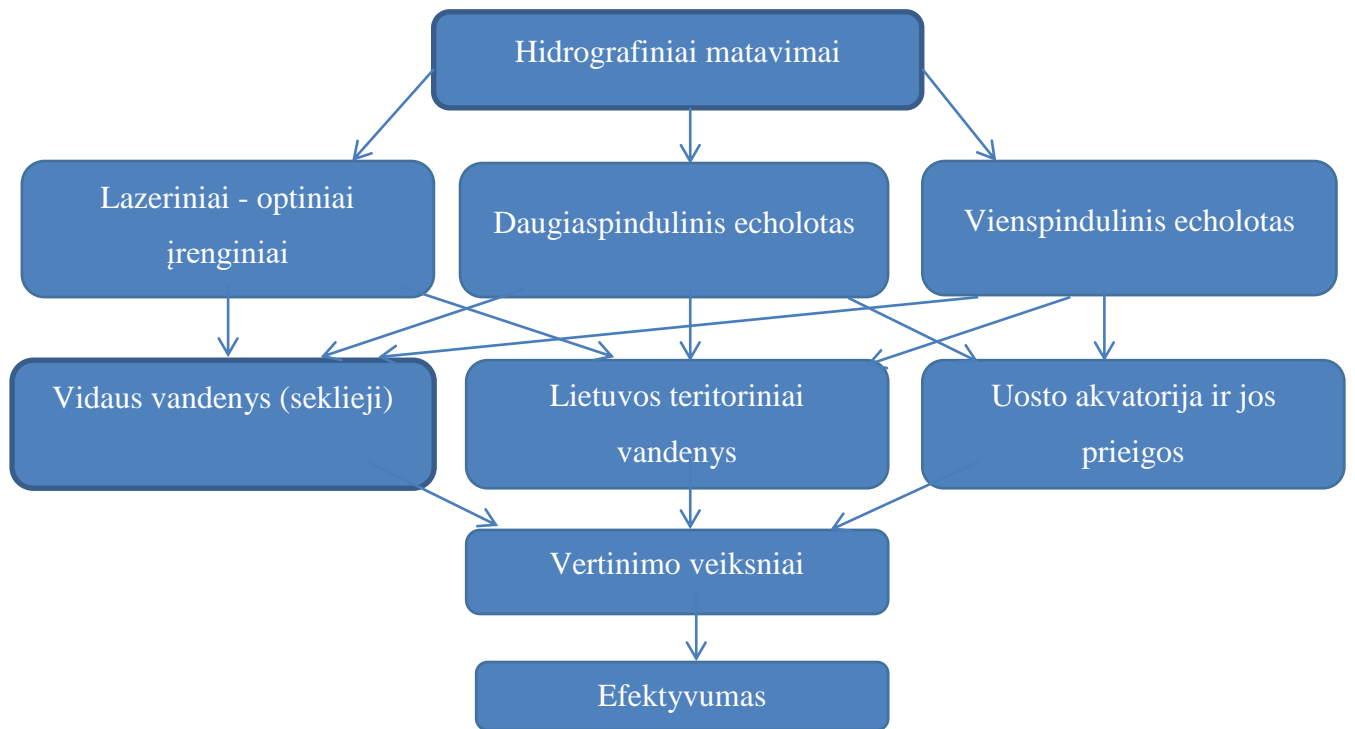 Hidrografiniai matavimai
Lazeriniai - optiniai
įrenginiai
Daugiaspindulinis echolotas
Vienspindulinis echolotas
Vidaus vandenys (seklieji)
Lietuvos teritoriniai
vandenys
Uosto akvatorija ir jos
prieigos
Vertinimo veiksniai
Efektyvumas